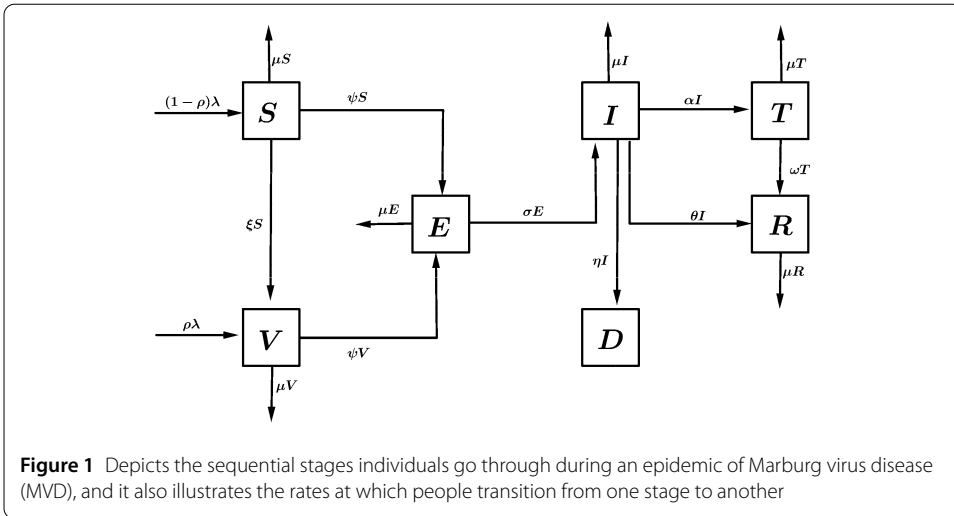 μS
μI
μT
(1 − ρ)λ
S
ψS
I
αI
T
ωT
ξS
μE
E
σE
θI
R
ηI
μR
ρλ
V
ψV
D
μV
Figure 1 Depicts the sequential stages individuals go through during an epidemic of Marburg virus disease
(MVD), and it also illustrates the rates at which people transition from one stage to another